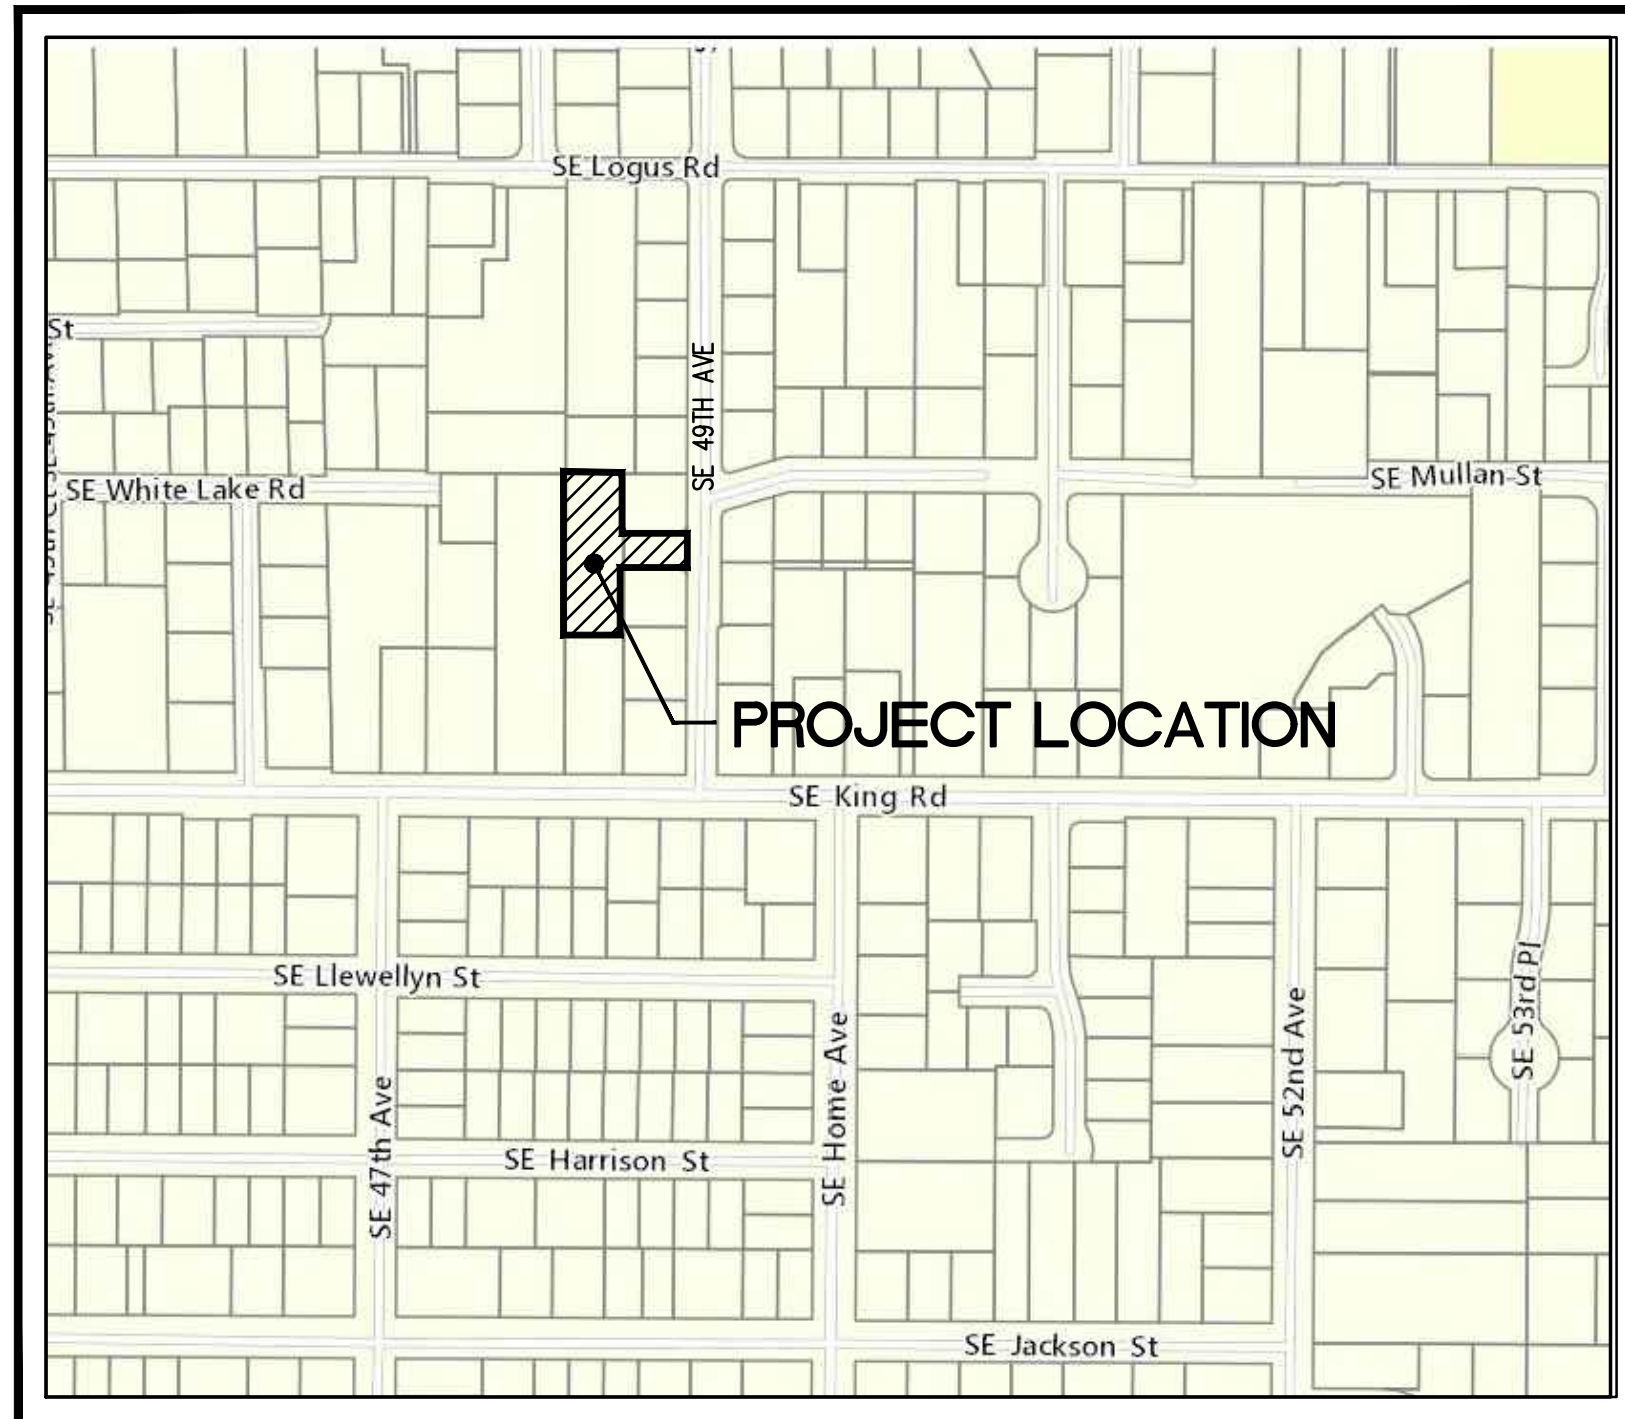 SE Logus Rd
St
SE 49TH AVE
SE White Lake Rd
SE Mullan St
PROJECT LOCATION
SE King Rd
SE Llewellyn St
SE 53rd Pl
SE 52nd Ave
SE Home Ave
SE 47th Ave
SE Harrison St
SE Jackson St